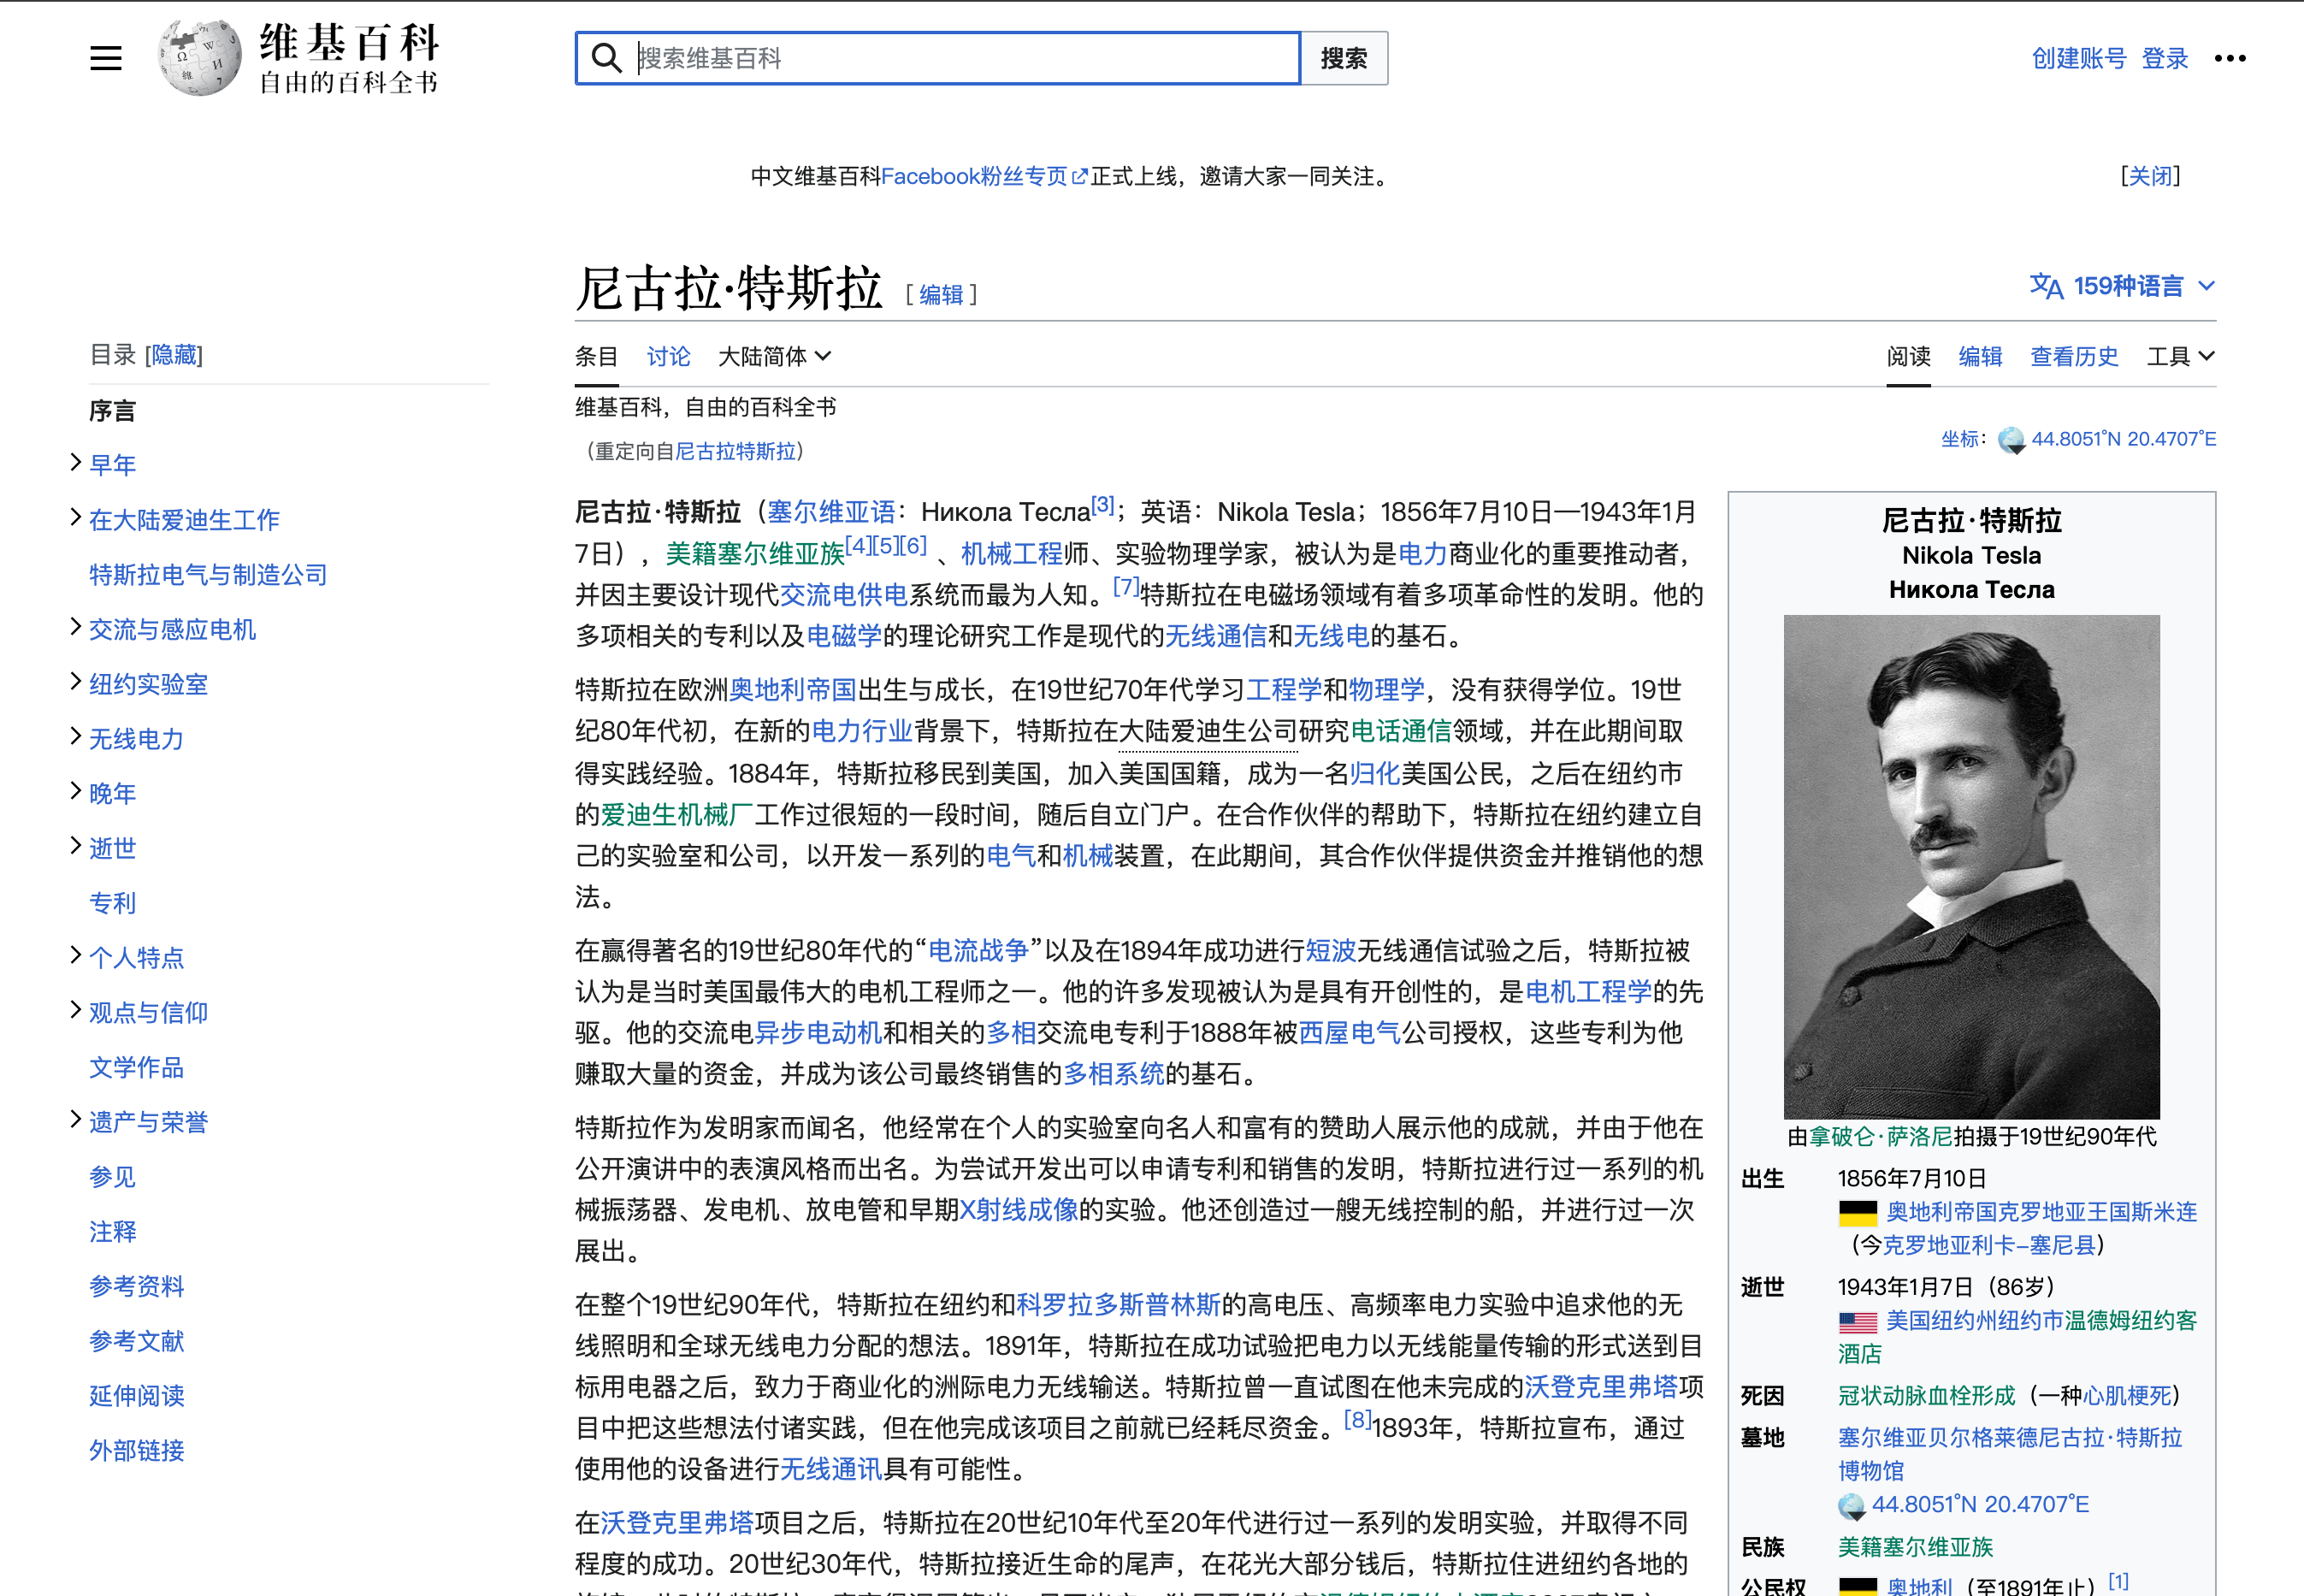 维基百科
自由的百科全书
搜索维基百科
搜索
创建账号 登录
中文维基百科Facebook粉丝专页正式上线，邀请大家一同关注。
[关闭]
尼古拉·特斯拉 [ 编辑 ]
159种语言
目录 [隐藏]
序言
早年
在大陆爱迪生工作
特斯拉电气与制造公司
交流与感应电机
纽约实验室
无线电力
晚年
逝世
专利
个人特点
观点与信仰
文学作品
遗产与荣誉
参见
注释
参考资料
参考文献
延伸阅读
外部链接
条目 讨论 大陆简体
阅读 编辑 查看历史 工具
维基百科，自由的百科全书
（重定向自尼古拉特斯拉）
坐标： 44.8051°N 20.4707°E
尼古拉·特斯拉（塞尔维亚语：Никола Тесла[3]；英语：Nikola Tesla；1856年7月10日—1943年1月
7日），美籍塞尔维亚族[4][5][6] 、机械工程师、实验物理学家，被认为是电力商业化的重要推动者，
并因主要设计现代交流电供电系统而最为人知。[7]特斯拉在电磁场领域有着多项革命性的发明。他的
多项相关的专利以及电磁学的理论研究工作是现代的无线通信和无线电的基石。
特斯拉在欧洲奥地利帝国出生与成长，在19世纪70年代学习工程学和物理学，没有获得学位。19世
纪80年代初，在新的电力行业背景下，特斯拉在大陆爱迪生公司研究电话通信领域，并在此期间取
得实践经验。1884年，特斯拉移民到美国，加入美国国籍，成为一名归化美国公民，之后在纽约市
的爱迪生机械厂工作过很短的一段时间，随后自立门户。在合作伙伴的帮助下，特斯拉在纽约建立自
己的实验室和公司，以开发一系列的电气和机械装置，在此期间，其合作伙伴提供资金并推销他的想
法。
在赢得著名的19世纪80年代的“电流战争”以及在1894年成功进行短波无线通信试验之后，特斯拉被
认为是当时美国最伟大的电机工程师之一。他的许多发现被认为是具有开创性的，是电机工程学的先
驱。他的交流电异步电动机和相关的多相交流电专利于1888年被西屋电气公司授权，这些专利为他
赚取大量的资金，并成为该公司最终销售的多相系统的基石。
特斯拉作为发明家而闻名，他经常在个人的实验室向名人和富有的赞助人展示他的成就，并由于他在
公开演讲中的表演风格而出名。为尝试开发出可以申请专利和销售的发明，特斯拉进行过一系列的机
械振荡器、发电机、放电管和早期X射线成像的实验。他还创造过一艘无线控制的船，并进行过一次
展出。
在整个19世纪90年代，特斯拉在纽约和科罗拉多斯普林斯的高电压、高频率电力实验中追求他的无
线照明和全球无线电力分配的想法。1891年，特斯拉在成功试验把电力以无线能量传输的形式送到目
标用电器之后，致力于商业化的洲际电力无线输送。特斯拉曾一直试图在他未完成的沃登克里弗塔项
目中把这些想法付诸实践，但在他完成该项目之前就已经耗尽资金。[8]1893年，特斯拉宣布，通过
使用他的设备进行无线通讯具有可能性。
在沃登克里弗塔项目之后，特斯拉在20世纪10年代至20年代进行过一系列的发明实验，并取得不同
程度的成功。20世纪30年代，特斯拉接近生命的尾声，在花光大部分钱后，特斯拉住进纽约各地的
尼古拉·特斯拉
Nikola Tesla
Никола Тесла
由拿破仑·萨洛尼拍摄于19世纪90年代
出生 1856年7月10日
奥地利帝国克罗地亚王国斯米连
（今克罗地亚利卡–塞尼县）
逝世 1943年1月7日（86岁）
美国纽约州纽约市温德姆纽约客
酒店
死因 冠状动脉血栓形成（一种心肌梗死）
墓地 塞尔维亚贝尔格莱德尼古拉·特斯拉
博物馆
44.8051°N 20.4707°E
民族 美籍塞尔维亚族
公民权 奥地利（至1891年止）[1]